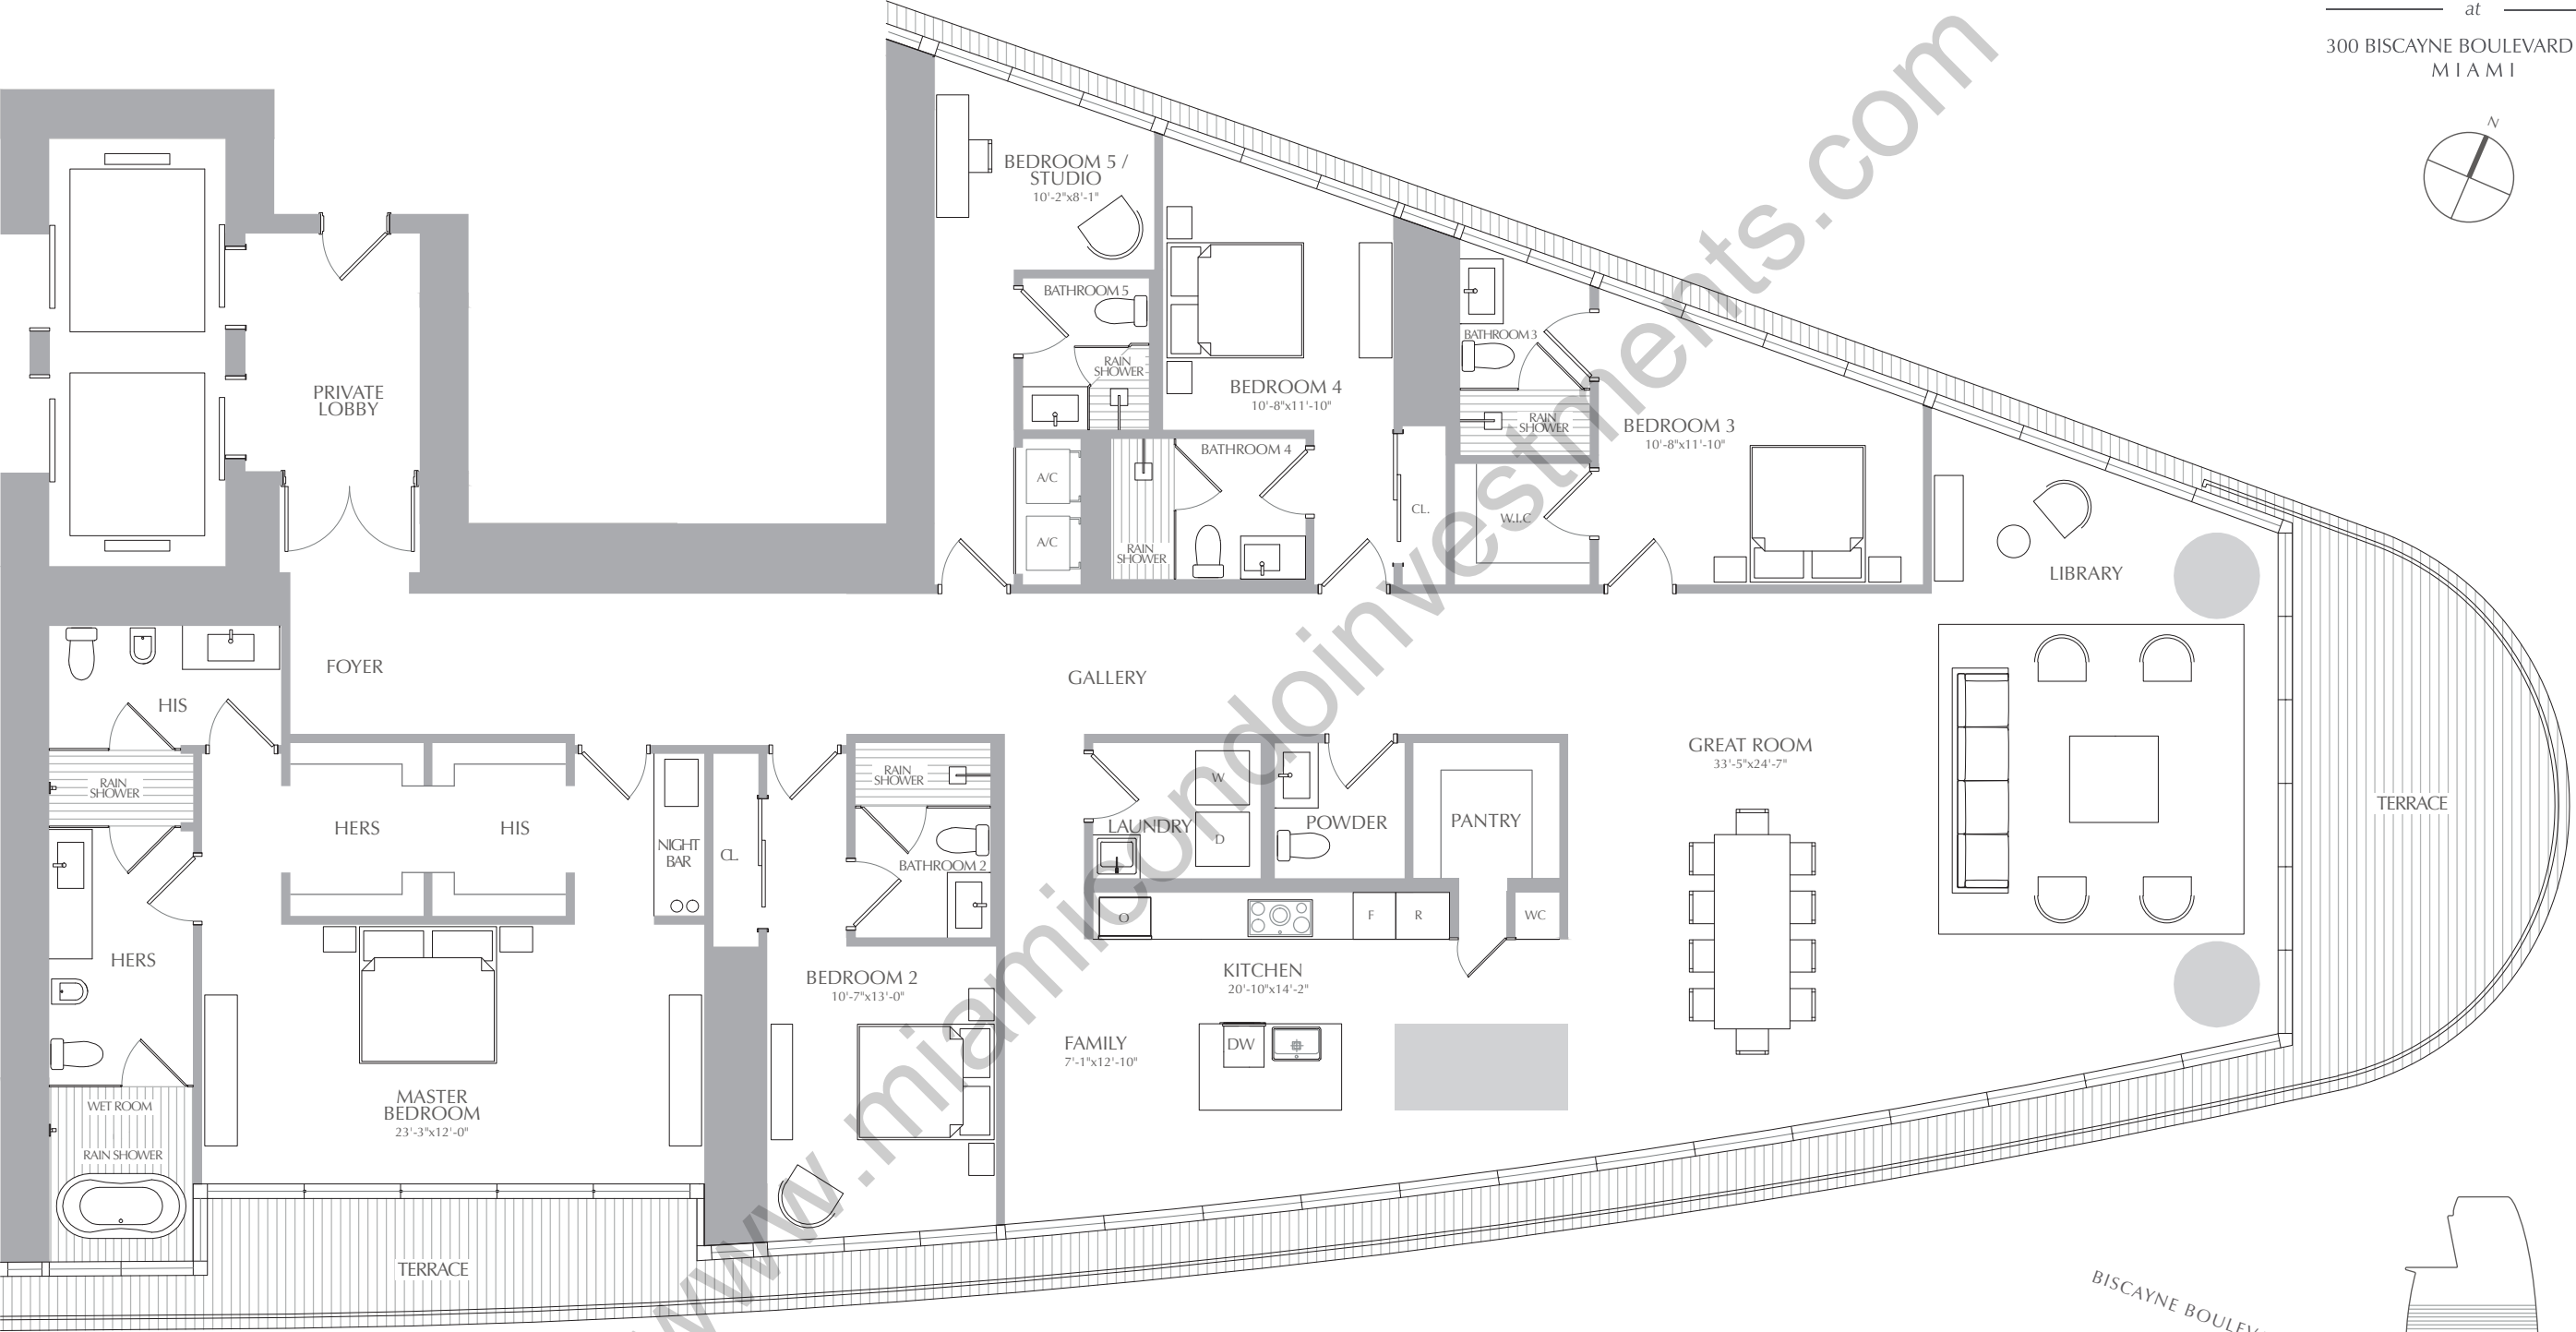 at
300 BISCAYNE BOULEVARD
MIAMI
N
BEDROOM 5 /
STUDIO
10'-2"x8'-1"
BATHROOM 5
RAIN
SHOWER
BEDROOM 4
10'-8"x11'-10"
BATHROOM 3
RAIN
SHOWER
BEDROOM 3
10'-8"x11'-10"
PRIVATE
LOBBY
A/C
A/C
BATHROOM 4
RAIN
SHOWER
CL.
W.I.C
LIBRARY
FOYER
GALLERY
HIS
RAIN
SHOWER
HERS
HIS
NIGHT
BAR
CL.
RAIN
SHOWER
BATHROOM 2
LAUNDRY
W
D
POWDER
PANTRY
GREAT ROOM
33'-5"x24'-7"
TERRACE
O
F
R
WC
HERS
BEDROOM 2
10'-7"x13'-0"
KITCHEN
20'-10"x14'-2"
FAMILY
7'-1"x12'-10"
DW
MASTER
BEDROOM
23'-3"x12'-0"
WET ROOM
RAIN SHOWER
TERRACE
www.miamicondoinvestments.com
BISCAYNE BOULEV